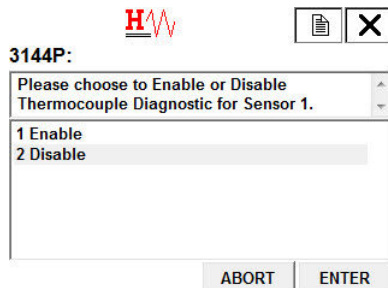 H
3144P:
Please choose to Enable or Disable
Thermocouple Diagnostic for Sensor 1.
1 Enable
2 Disable
ABORT ENTER